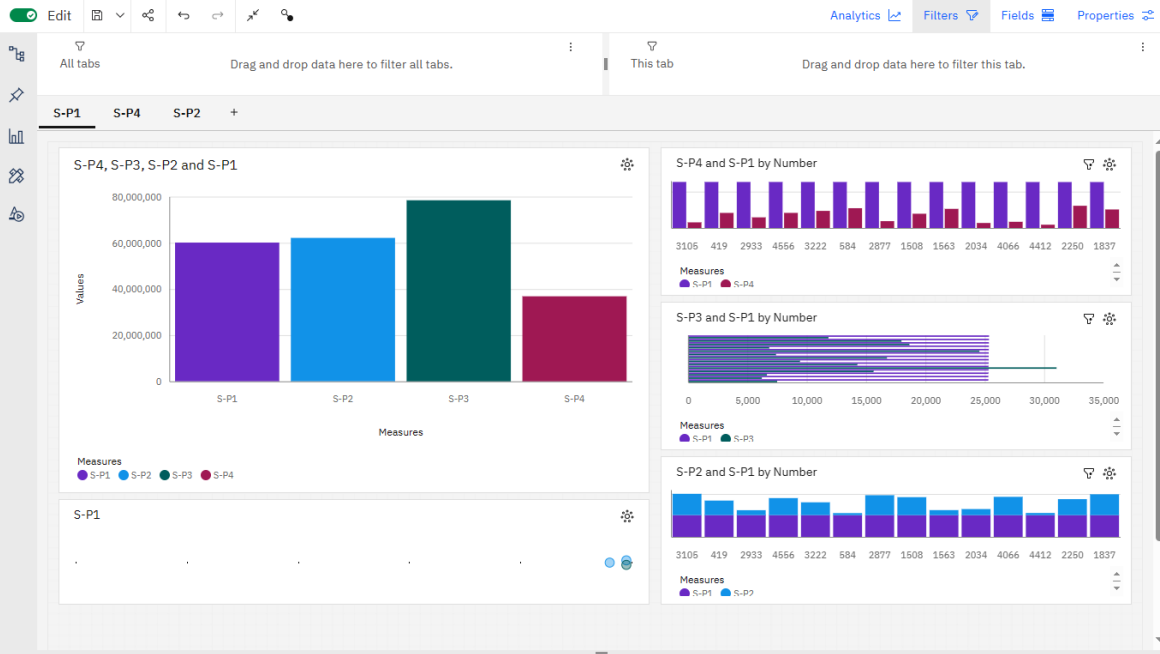 Edit
Analytics
Filters
Fields
Properties
All tabs
Drag and drop data here to filter all tabs.
This tab
Drag and drop data here to filter this tab.
S-P1 S-P4 S-P2 +
S-P4, S-P3, S-P2 and S-P1
80,000,000
60,000,000
40,000,000
20,000,000
0
Values
S-P1 S-P2 S-P3 S-P4
Measures
Measures
S-P1 S-P2 S-P3 S-P4
S-P1
S-P4 and S-P1 by Number
3105 419 2933 4556 3222 584 2877 1508 1563 2034 4066 4412 2250 1837
Measures
S-P1 S-P4
S-P3 and S-P1 by Number
0 5,000 10,000 15,000 20,000 25,000 30,000 35,000
Measures
S-P1 S-P3
S-P2 and S-P1 by Number
3105 419 2933 4556 3222 584 2877 1508 1563 2034 4066 4412 2250 1837
Measures
S-P1 S-P2